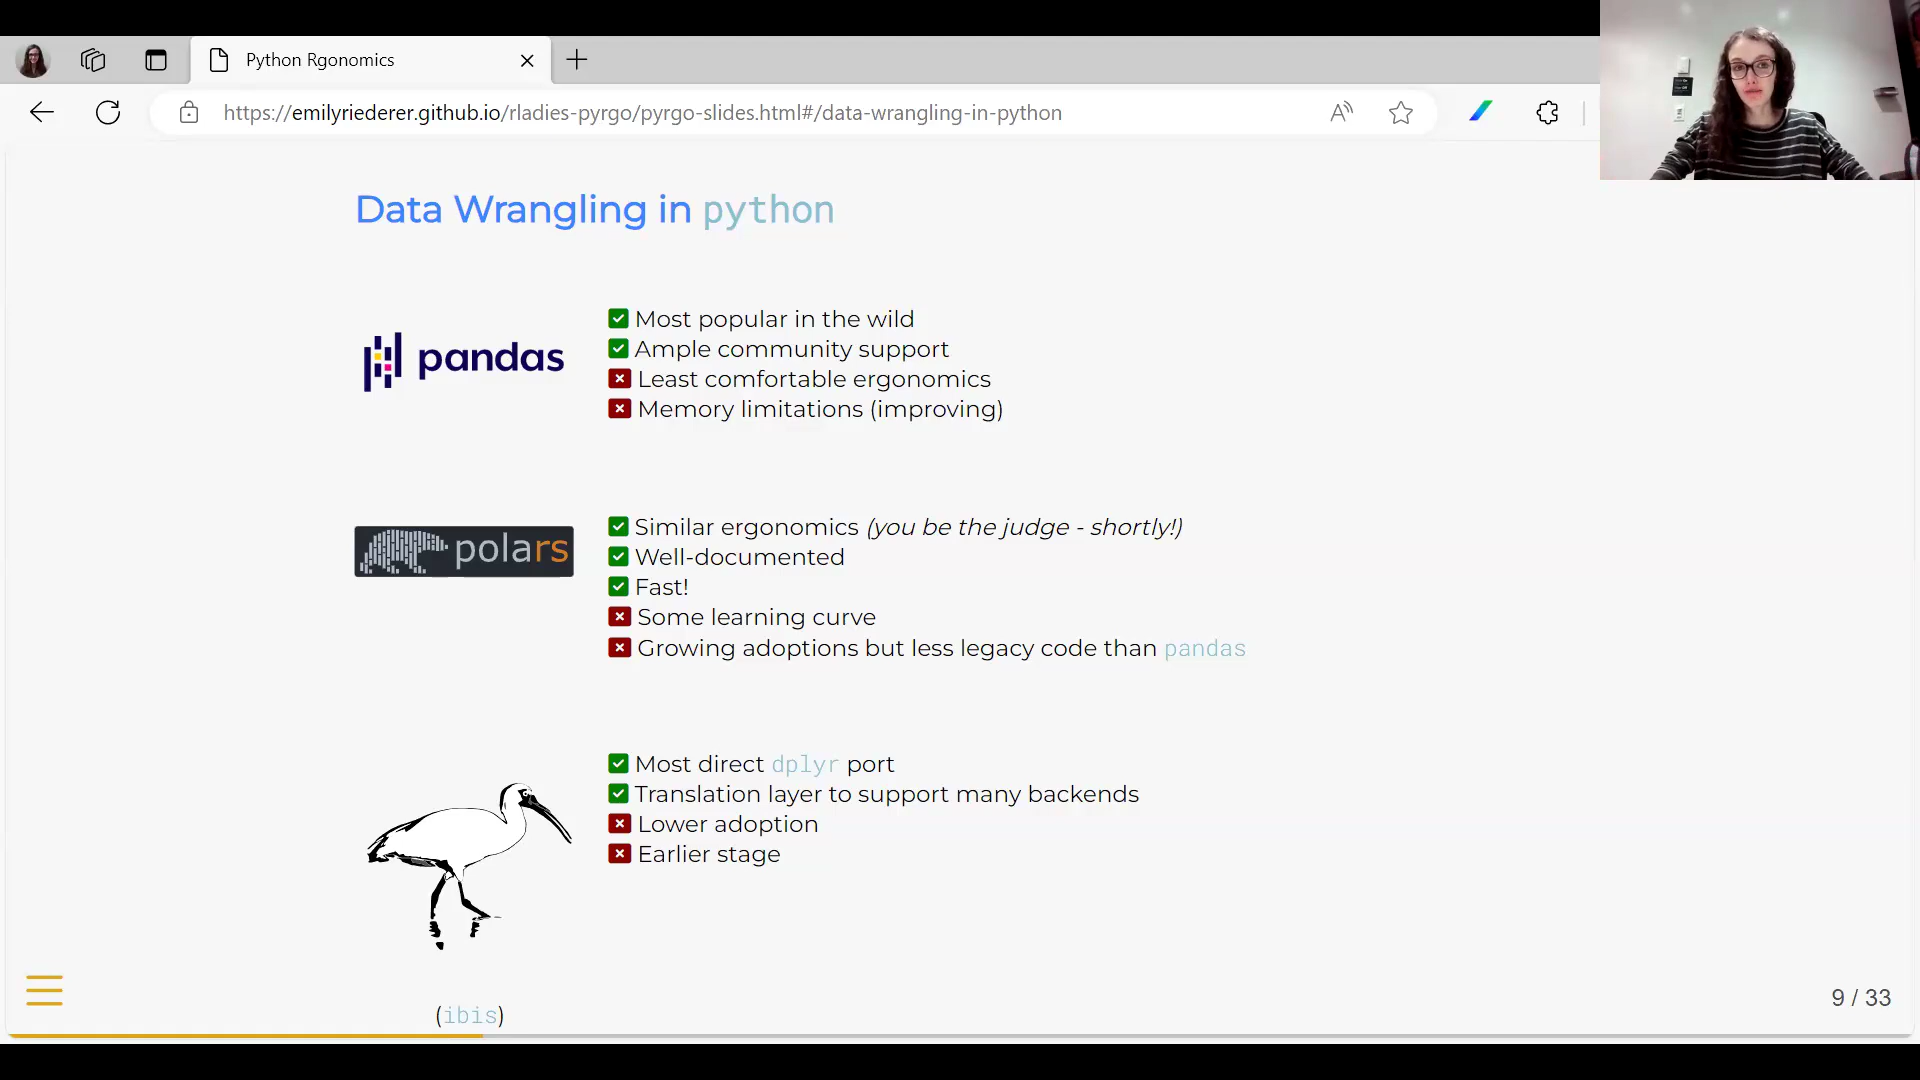 Python Rgonomics
https://emilyriederer.github.io/rladies-pyrgo/pyrgo-slides.html#/data-wrangling-in-python
Data Wrangling in python
pandas
Most popular in the wild
Ample community support
Least comfortable ergonomics
Memory limitations (improving)
polars
Similar ergonomics (you be the judge - shortly!)
Well-documented
Fast!
Some learning curve
Growing adoptions but less legacy code than pandas
Most direct dplyr port
Translation layer to support many backends
Lower adoption
Earlier stage
(ibis)
9 / 33